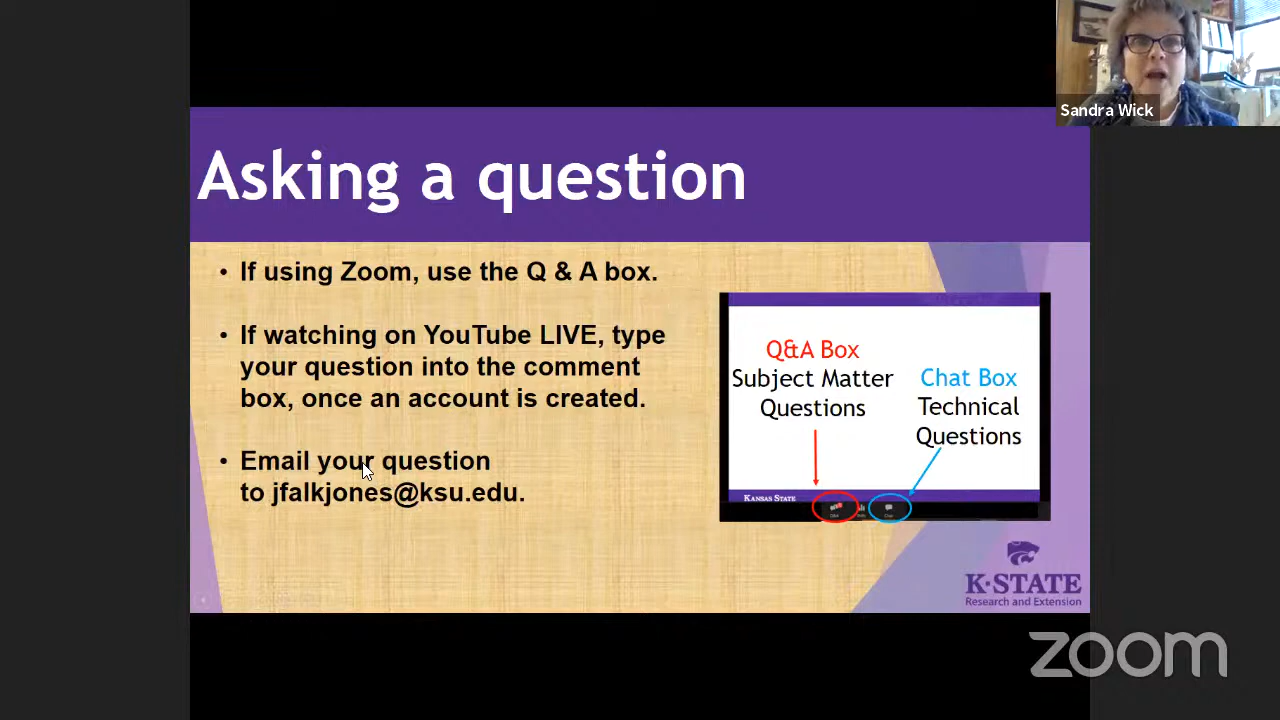 Sandra Wick
Asking a question
• If using Zoom, use the Q & A box.
• If watching on YouTube LIVE, type
your question into the comment
box, once an account is created.
• Email your question
to jfalkjones@ksu.edu.
Q&A Box
Subject Matter
Questions
Chat Box
Technical
Questions
KANSAS STATE
Chat
K-STATE
Research and Extension
zoom